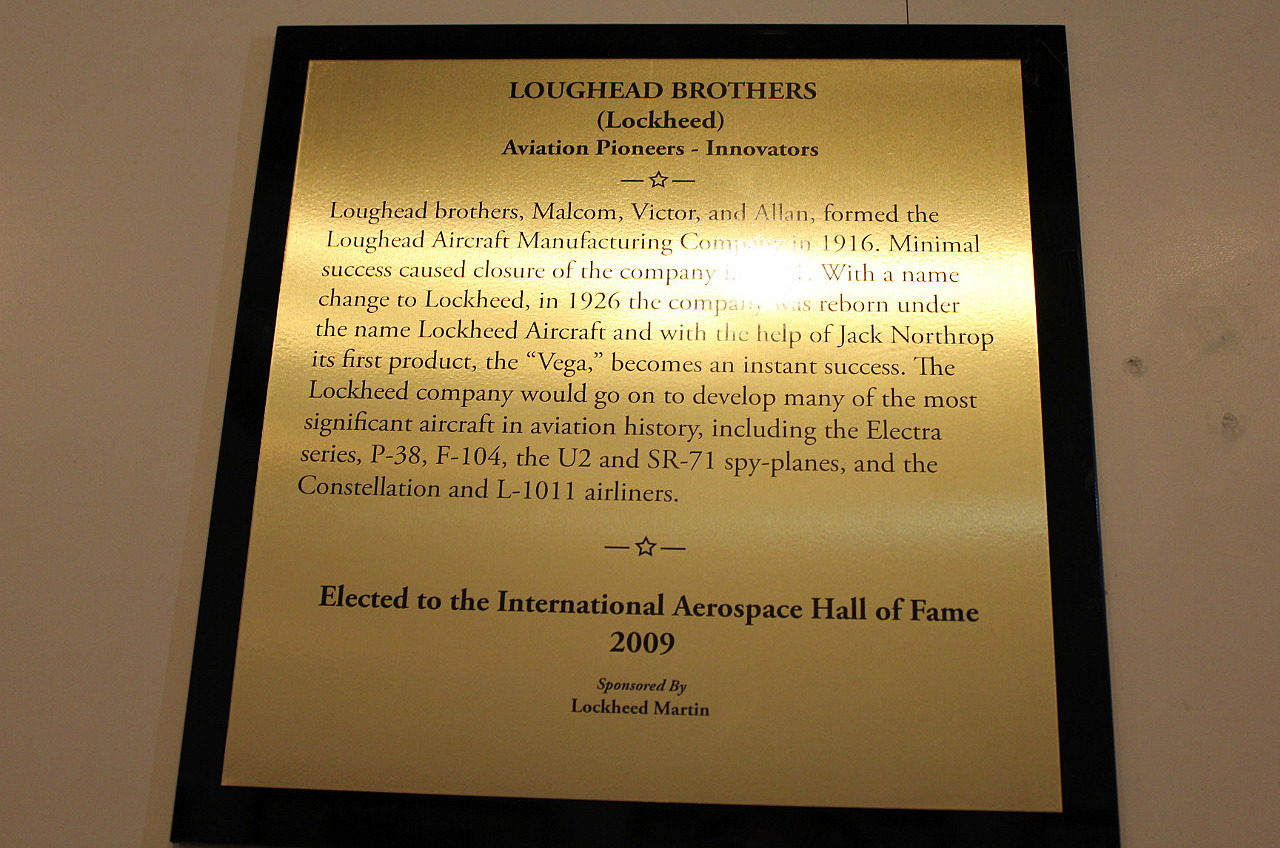 LOUGHEAD BROTHERS
(Lockheed)
Aviation Pioneers - Innovators
Loughead brothers, Malcom, Victor, and Allan, formed the
Loughead Aircraft Manufacturing Company in 1916. Minimal
success caused closure of the company With a name
change to Lockheed, in 1926 the company was reborn under
the name Lockheed Aircraft and with the help of Jack Northrop
its first product, the “Vega,” becomes an instant success. The
Lockheed company would go on to develop many of the most
significant aircraft in aviation history, including the Electra
series, P-38, F-104, the U2 and SR-71 spy-planes, and the
Constellation and L-1011 airliners.
Elected to the International Aerospace Hall of Fame
2009
Sponsored By
Lockheed Martin